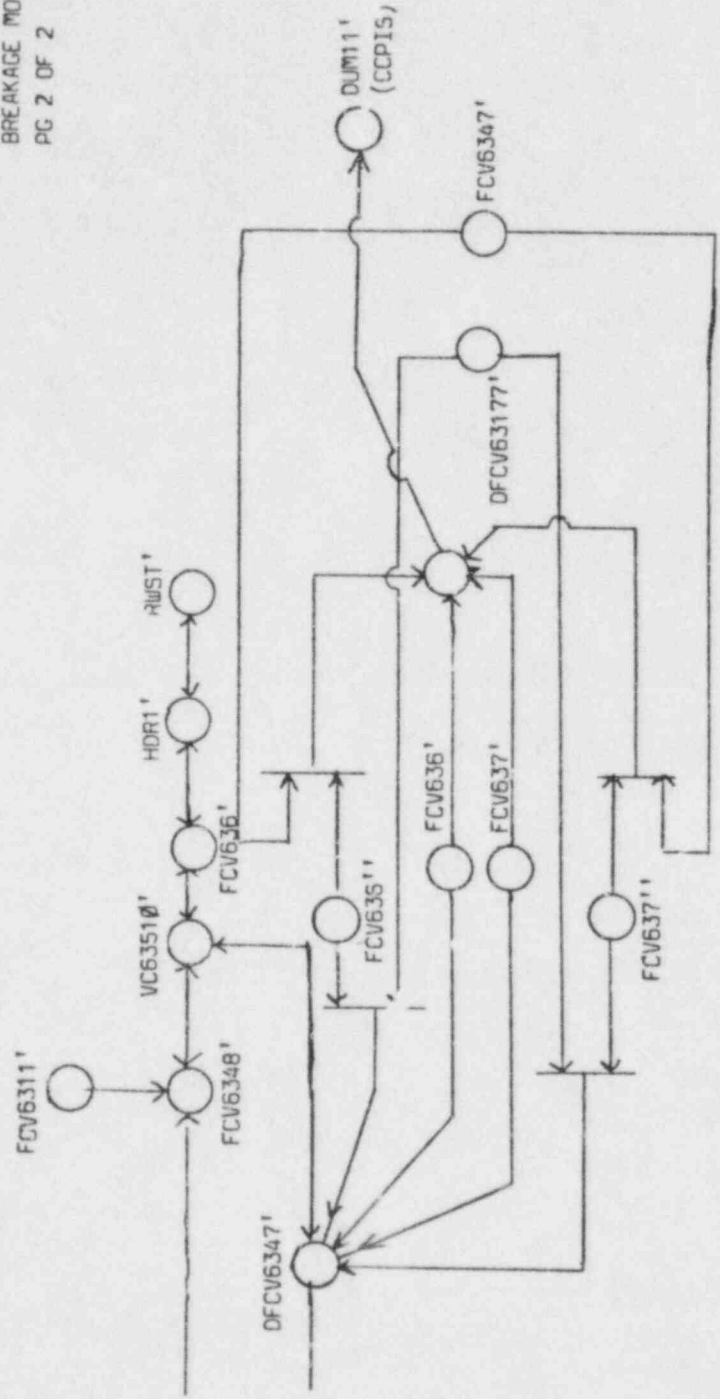 BREAKAGE MO
PG 2 OF 2
FCV6311'
FCV6348'
VC63510'
FCV636'
HDR1'
RWST'
DUM11'
(CCPIS,
FCV6347'
DFCV63177'
FCV635''
FCV636'
FCV637'
FCV637''
DFCV6347'